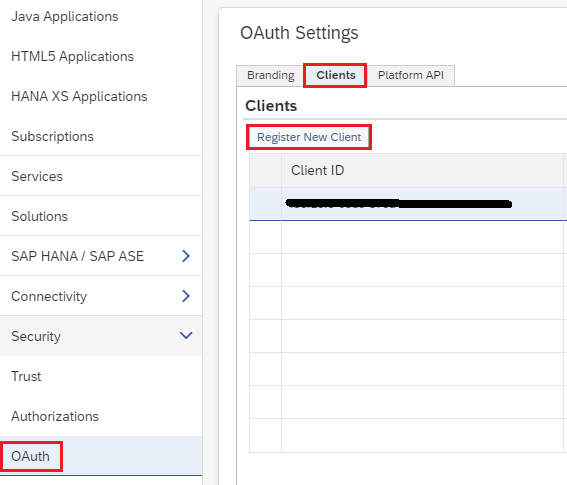 Java Applications
HTML5 Applications
HANA XS Applications
Subscriptions
Services
Solutions
SAP HANA / SAP ASE
Connectivity
Security
Trust
Authorizations
OAuth
OAuth Settings
Branding Clients Platform API
Clients
Register New Client
Client ID